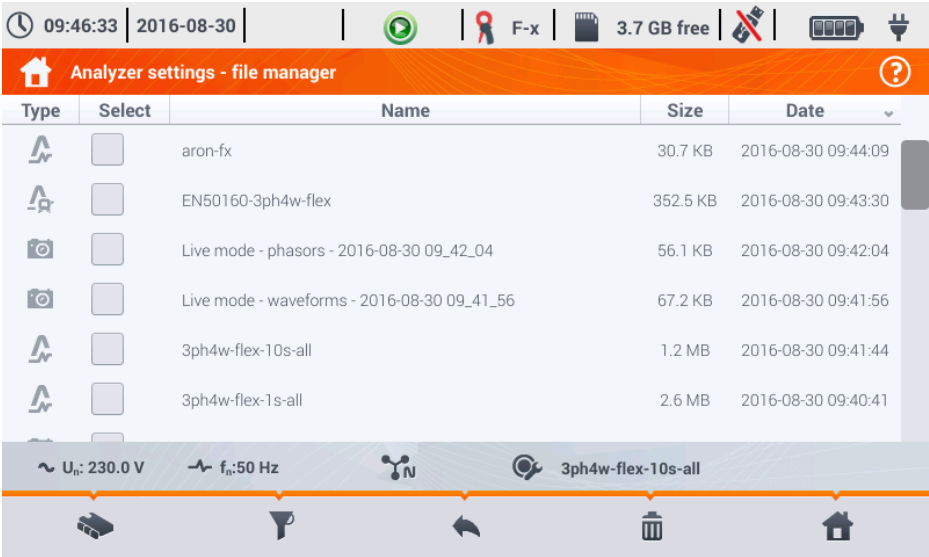 09:46:33 2016-08-30 F-x 3.7 GB free
Analyzer settings - file manager ?
Type Select Name Size Date
aron-fx 30.7 KB 2016-08-30 09:44:09
EN50160-3ph4w-flex 352.5 KB 2016-08-30 09:43:30
Live mode - phasors - 2016-08-30 09_42_04 56.1 KB 2016-08-30 09:42:04
Live mode - waveforms - 2016-08-30 09_41_56 67.2 KB 2016-08-30 09:41:56
3ph4w-flex-10s-all 1.2 MB 2016-08-30 09:41:44
3ph4w-flex-1s-all 2.6 MB 2016-08-30 09:40:41
Uₙ: 230.0 V fₙ:50 Hz N 3ph4w-flex-10s-all